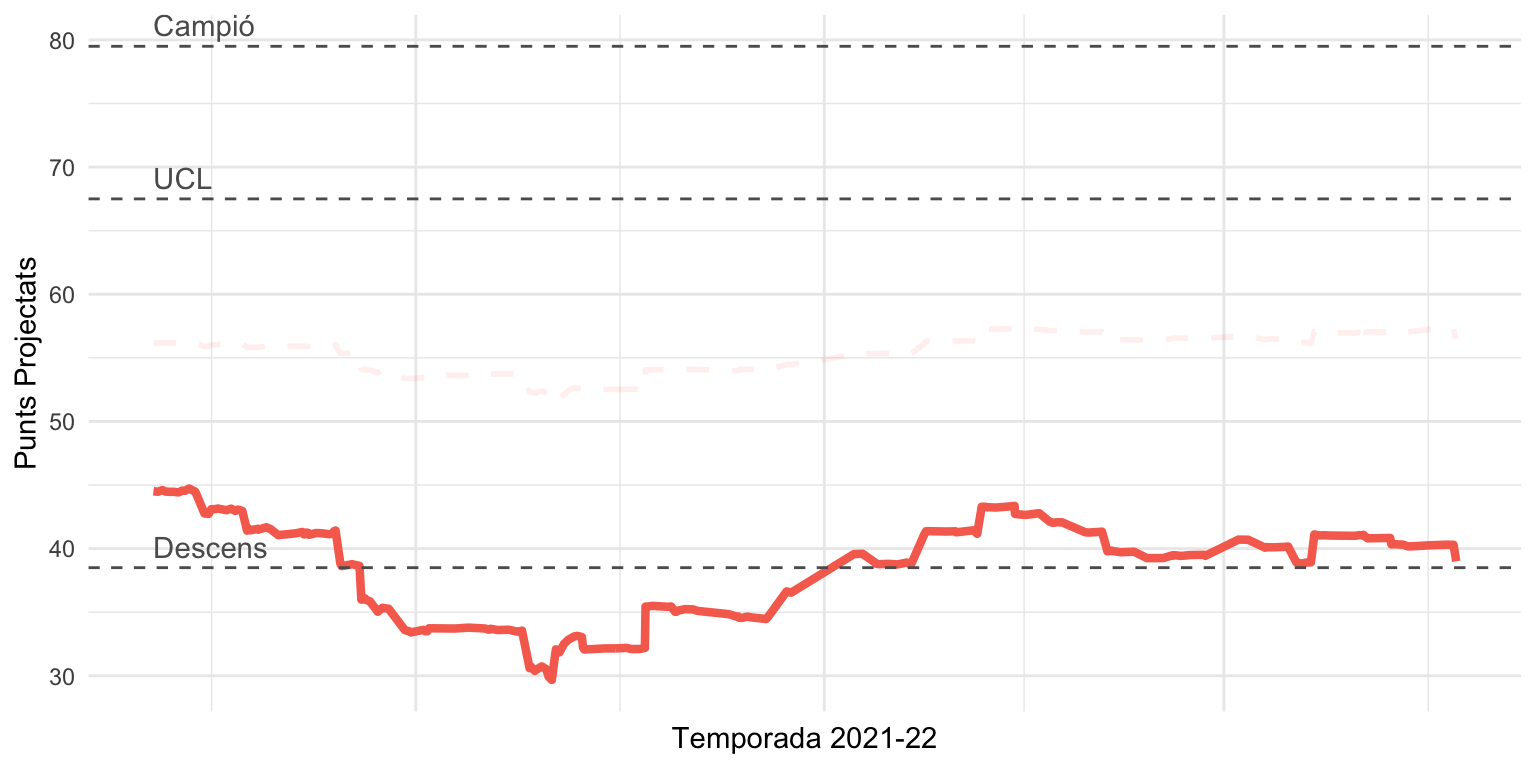 Campió
80
70
UCL
60
50
40
Descens
30
Punts Projectats
Temporada 2021-22